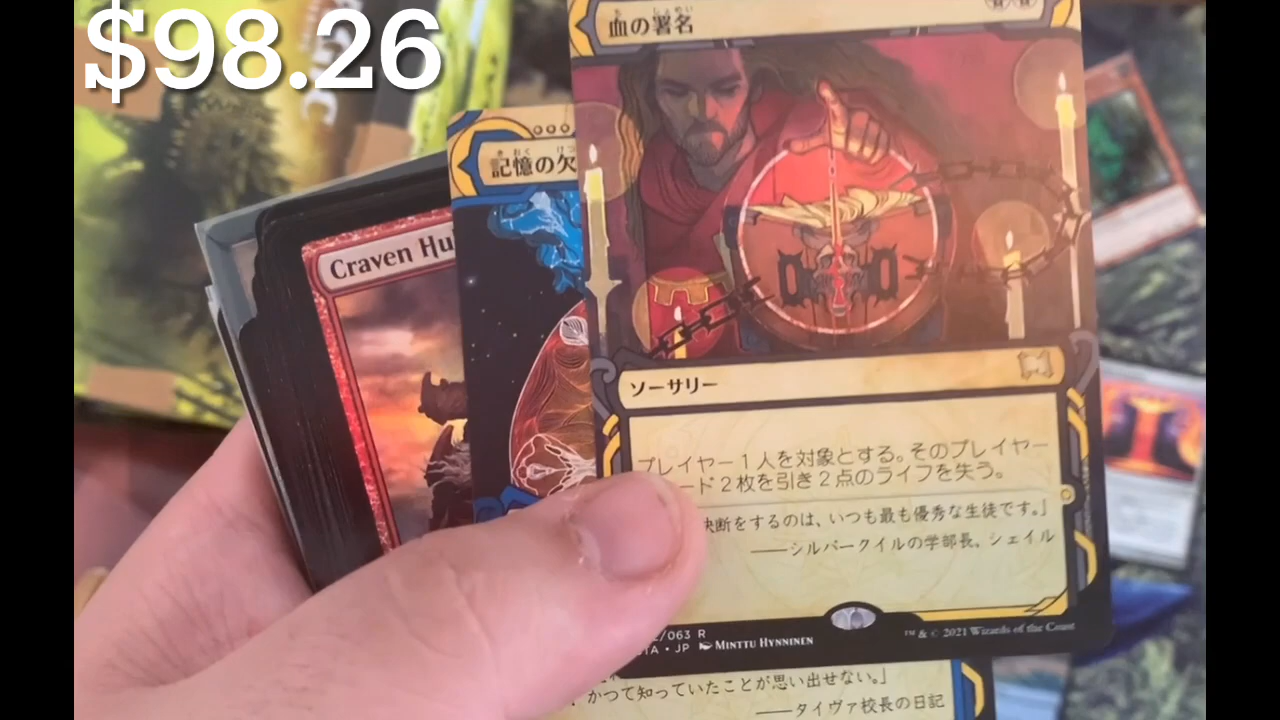 $98.26
血の署名
記憶の欠
Craven Hu
ソーサリー
プレイヤー1人を対象とする。そのプレイヤー
ード2枚を引き2点のライフを失う。
決断をするのは、いつも最も優秀な生徒です。」
――シルバークイルの学部長、シェイル
/063 R
STA • JP MINTTU HYNNINEN
™ & © 2021 Wizards of the Coast
かつて知っていたことが思い出せない。」
――タイヴァ校長の日記